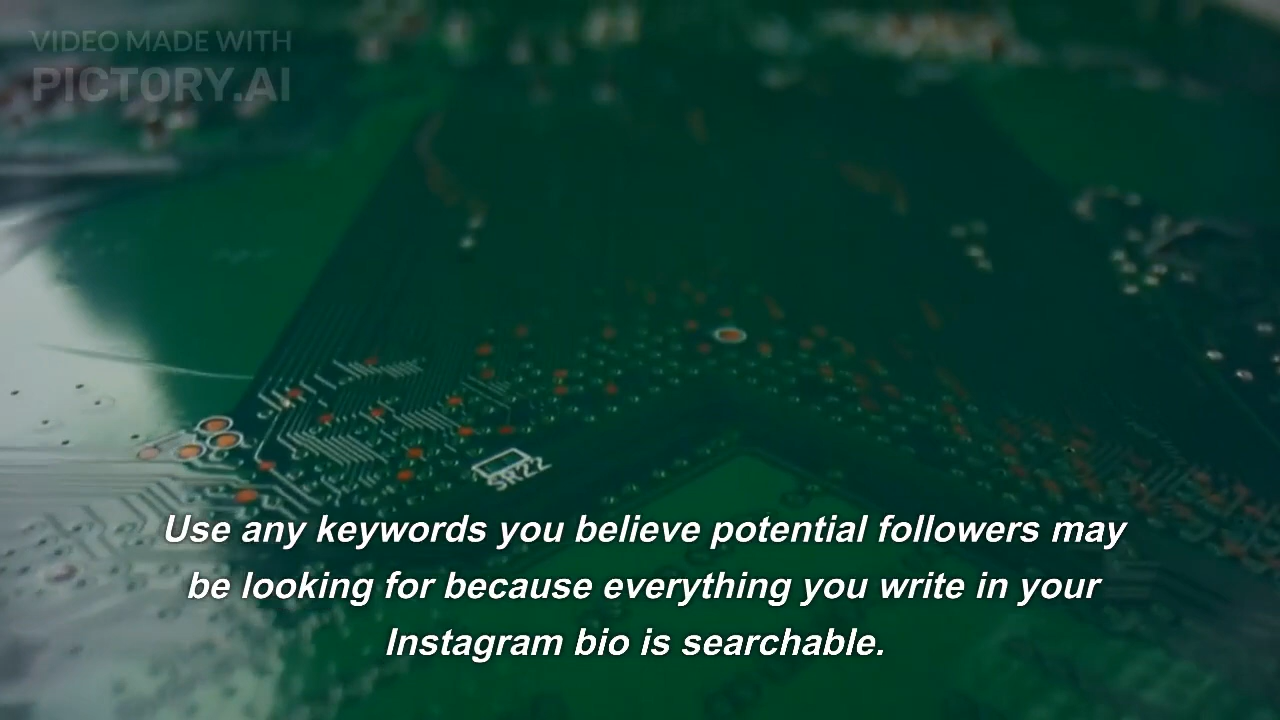 VIDEO MADE WITH
PICTORY.AI
SR22
Use any keywords you believe potential followers may
be looking for because everything you write in your
Instagram bio is searchable.